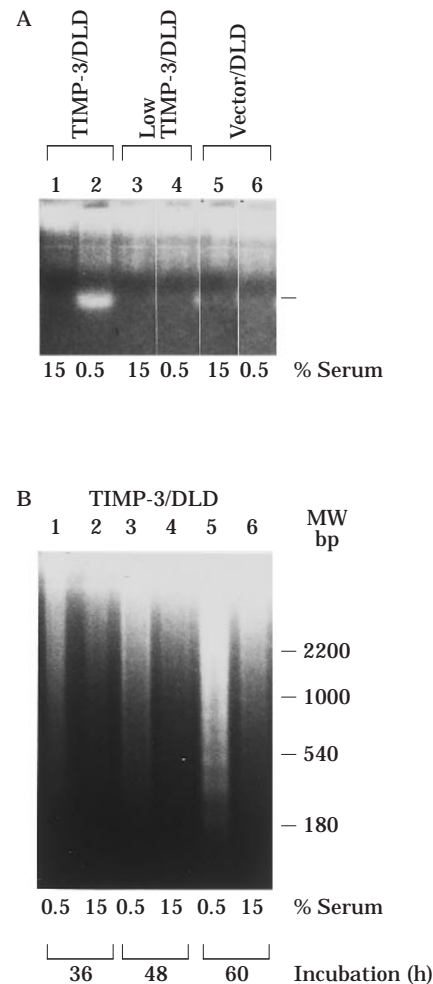 A
TIMP-3/DLD
Low
TIMP-3/DLD
Vector/DLD
1 2 3 4 5 6
15 0.5 15 0.5 15 0.5 % Serum
B TIMP-3/DLD
1 2 3 4 5 6 MW
bp
2200
1000
540
180
0.5 15 0.5 15 0.5 15 % Serum
36 48 60 Incubation (h)